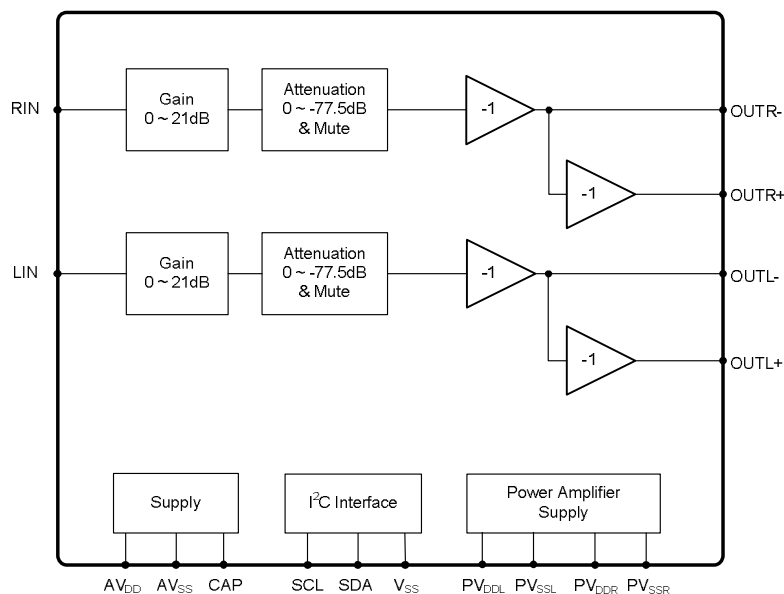 RIN
Gain
0 ~ 21dB
Attenuation
0 ~ -77.5dB
& Mute
-1
OUTR-
-1
OUTR+
LIN
Gain
0 ~ 21dB
Attenuation
0 ~ -77.5dB
& Mute
-1
OUTL-
-1
OUTL+
Supply
I²C Interface
Power Amplifier
Supply
AVDD
AVSS
CAP
SCL
SDA
VSS
PVDDL
PVSSL
PVDDR
PVSSR